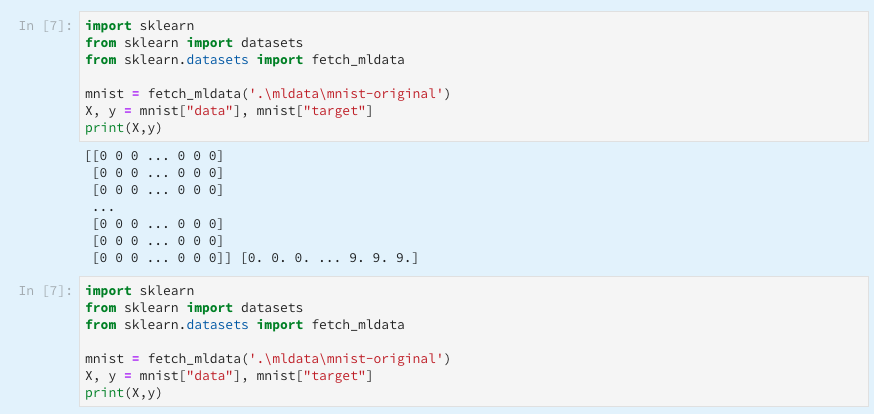 In [7]: import sklearn
from sklearn import datasets
from sklearn.datasets import fetch_mldata
mnist = fetch_mldata('.\mldata\mnist-original')
X, y = mnist["data"], mnist["target"]
print(X,y)
[[0 0 0 ... 0 0 0]
[0 0 0 ... 0 0 0]
[0 0 0 ... 0 0 0]
...
[0 0 0 ... 0 0 0]
[0 0 0 ... 0 0 0]
[0 0 0 ... 0 0 0]] [0. 0. 0. ... 9. 9. 9.]
In [7]: import sklearn
from sklearn import datasets
from sklearn.datasets import fetch_mldata
mnist = fetch_mldata('.\mldata\mnist-original')
X, y = mnist["data"], mnist["target"]
print(X,y)